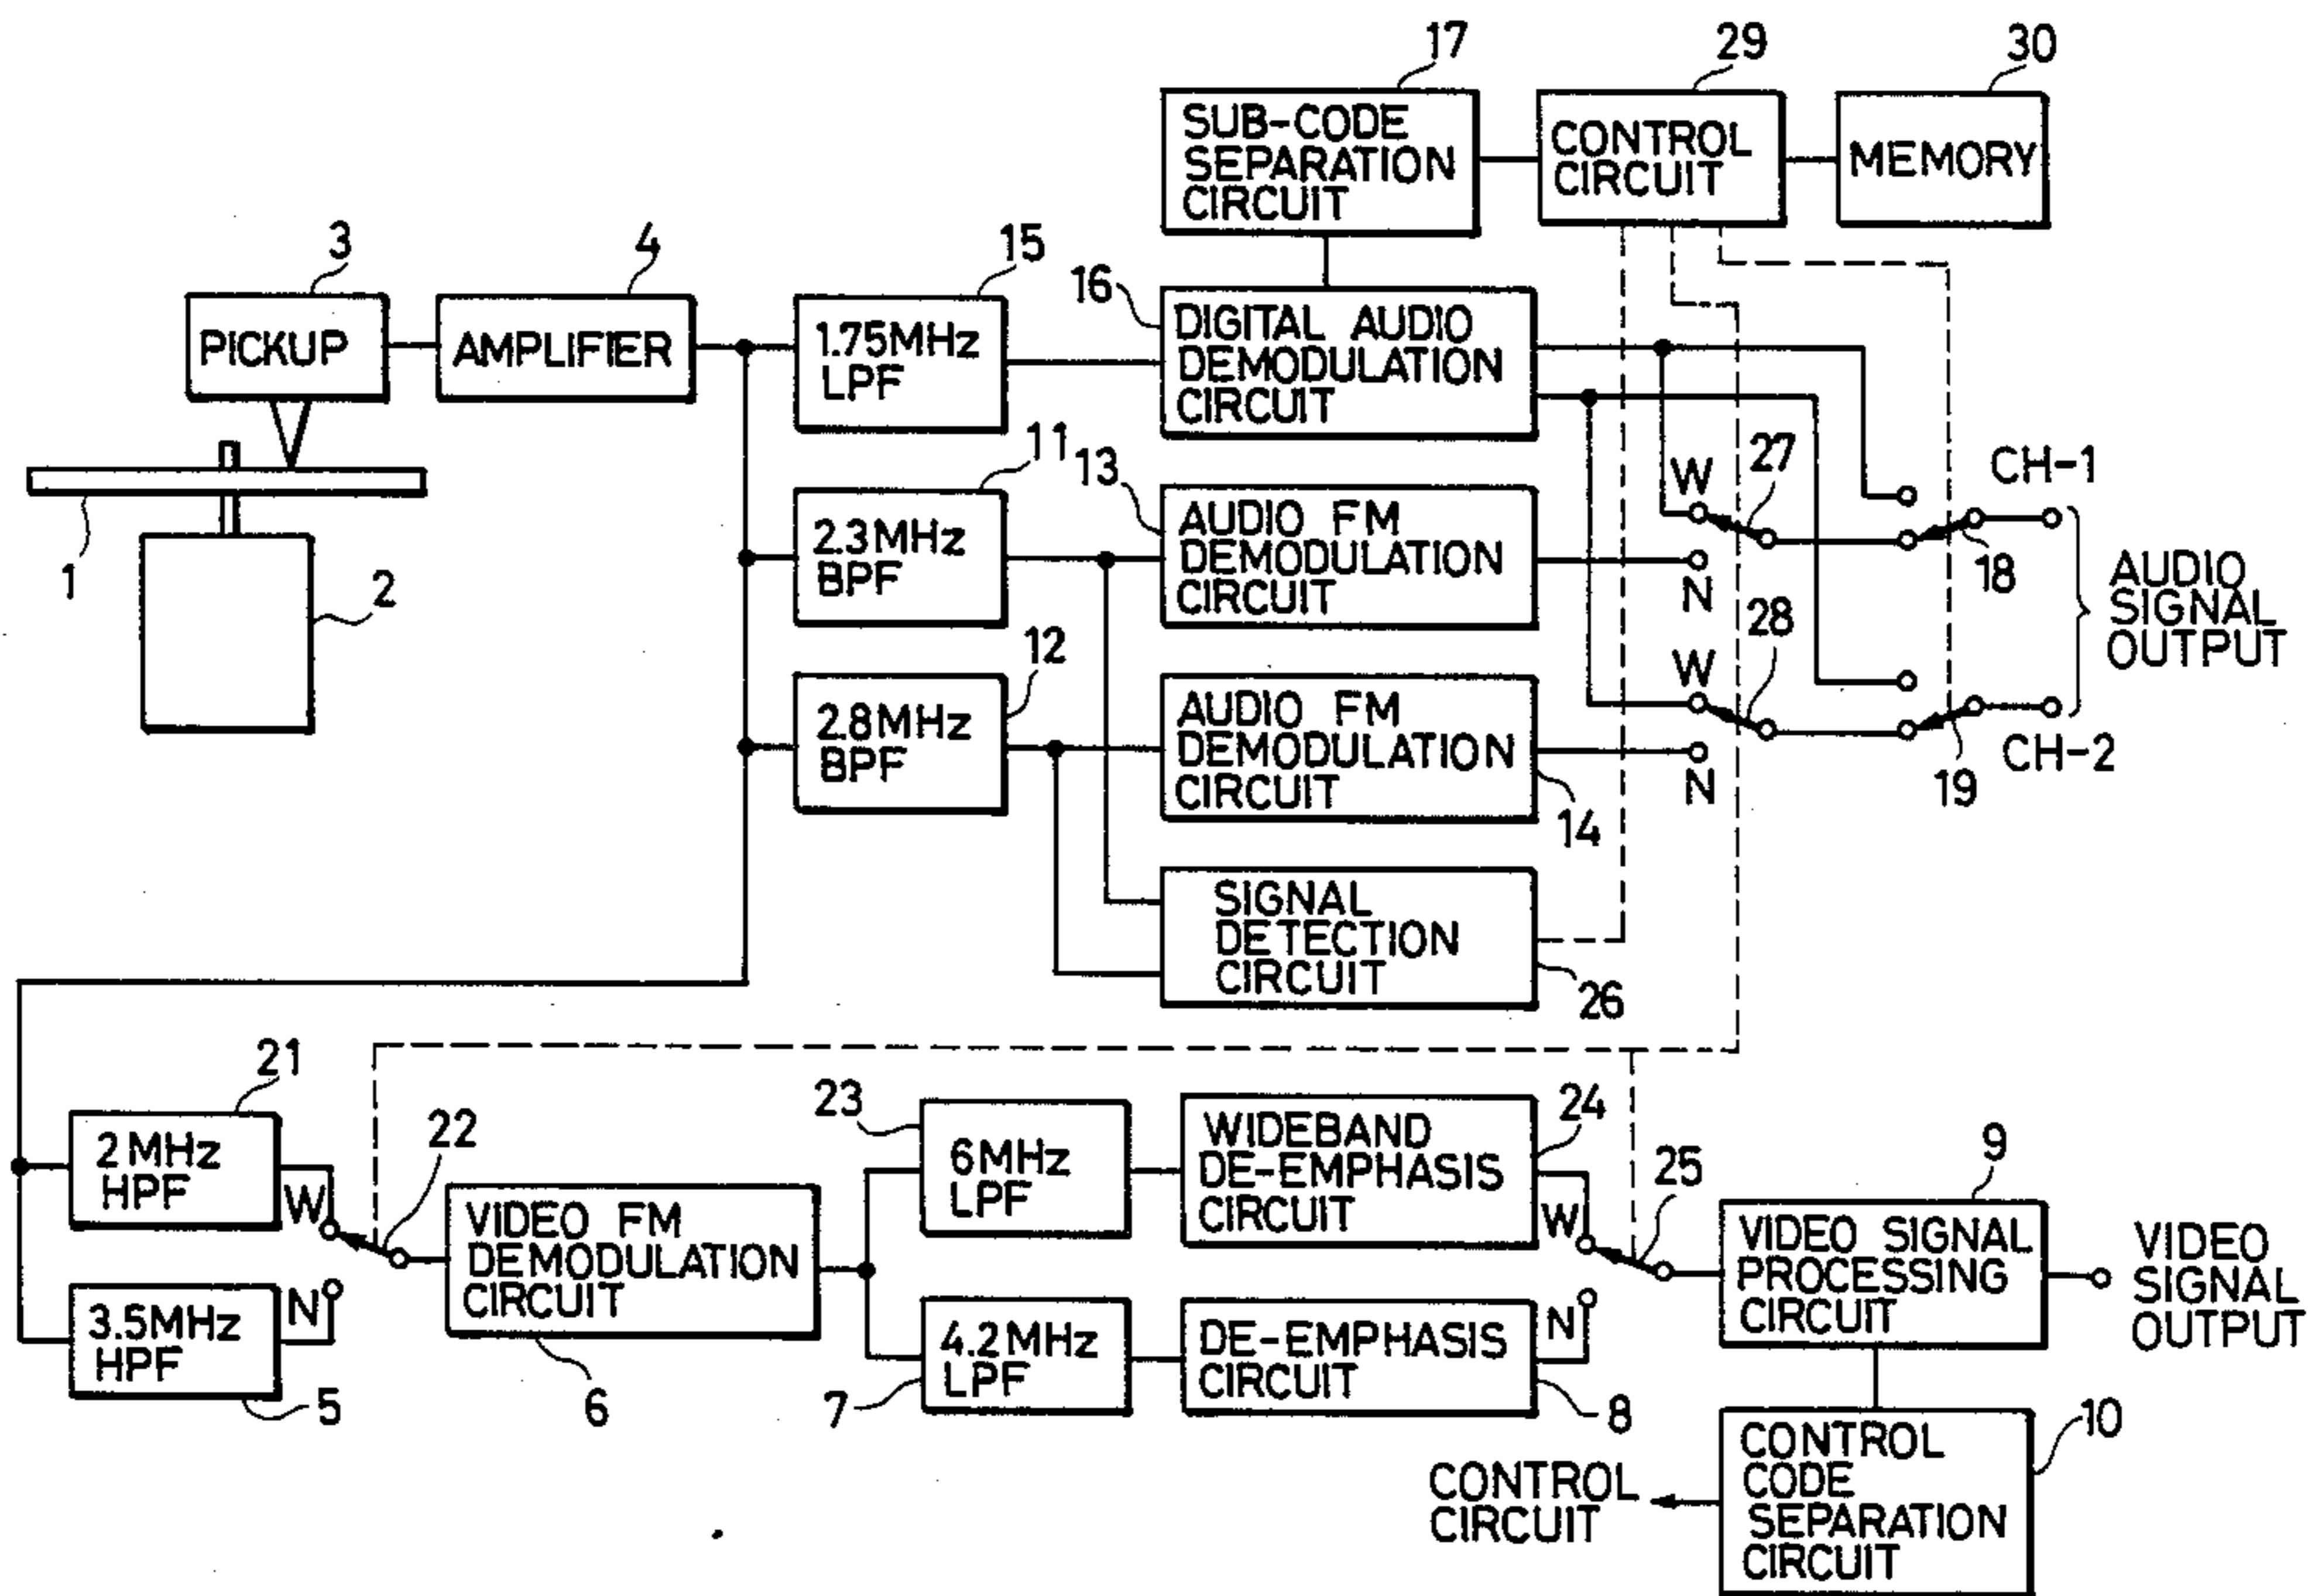 17
29
30
SUB-CODE
SEPARATION
CIRCUIT
CONTROL
CIRCUIT
MEMORY
3
4
15
16
PICKUP
AMPLIFIER
1.75MHz
LPF
DIGITAL AUDIO
DEMODULATION
CIRCUIT
1
2
11
13
2.3MHz
BPF
AUDIO FM
DEMODULATION
CIRCUIT
W
27
N
CH-1
18
12
2.8MHz
BPF
AUDIO FM
DEMODULATION
CIRCUIT
14
W
28
N
19
CH-2
AUDIO
SIGNAL
OUTPUT
SIGNAL
DETECTION
CIRCUIT
26
21
2MHz
HPF
W
22
3.5MHz
HPF
N
5
VIDEO FM
DEMODULATION
CIRCUIT
6
23
6MHz
LPF
WIDEBAND
DE-EMPHASIS
CIRCUIT
24
W
25
4.2MHz
LPF
7
DE-EMPHASIS
CIRCUIT
8
N
9
VIDEO SIGNAL
PROCESSING
CIRCUIT
VIDEO
SIGNAL
OUTPUT
CONTROL
CODE
SEPARATION
CIRCUIT
10
CONTROL
CIRCUIT